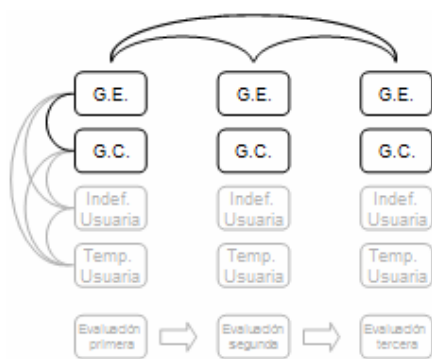 G.E. G.E. G.E.
G.C. G.C. G.C.
Indef. Indef. Indef.
Usuaria Usuaria Usuaria
Temp. Temp. Temp.
Usuaria Usuaria Usuaria
Evaluación Evaluación Evaluación
primera segunda tercera